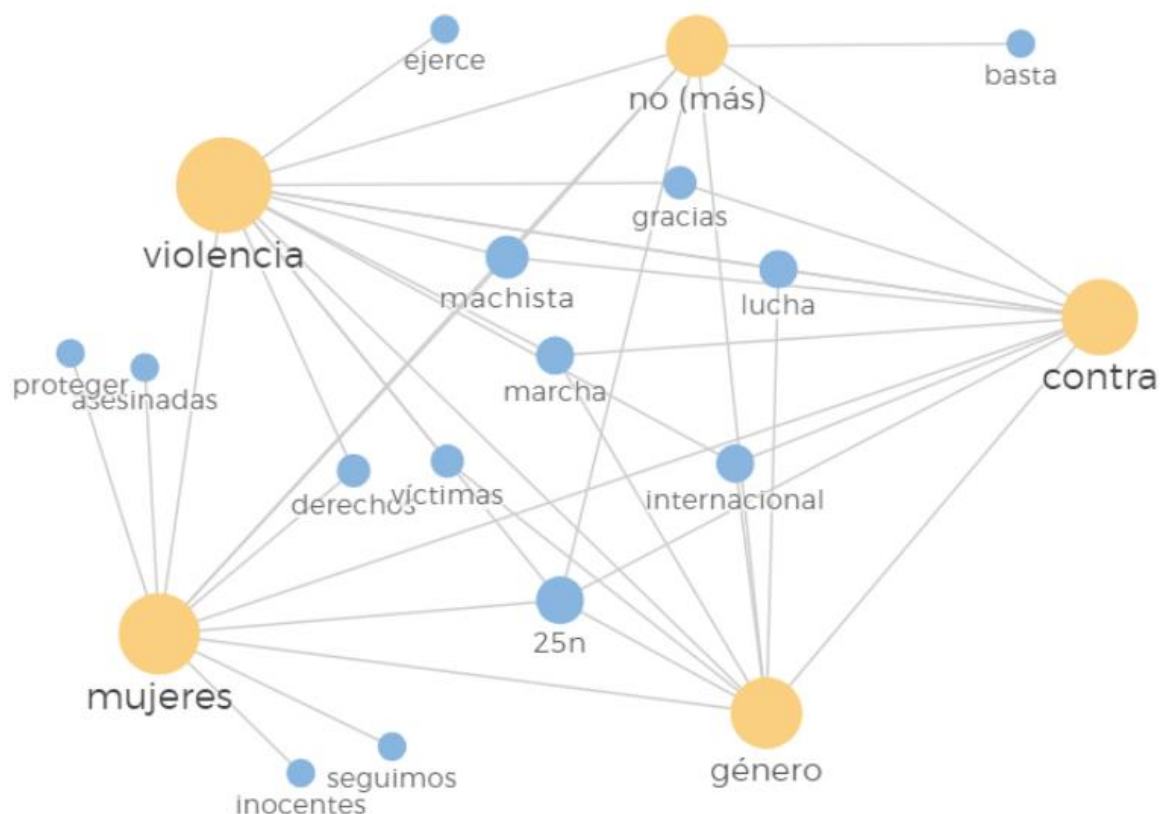 ejerce
basta
no (más)
gracias
violencia
machista
lucha
contra
proteger
asesinadas
marcha
derechos
víctimas
internacional
25n
mujeres
género
seguimos
inocentes